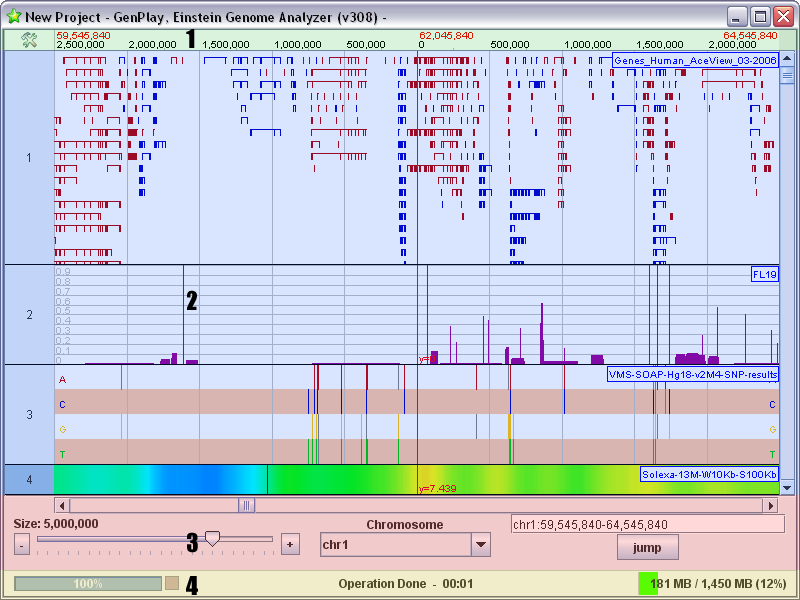 New Project - GenPlay, Einstein Genome Analyzer (v308) -
59,545,840 62,045,840 64,545,840
2,500,000 2,000,000 1 1,500,000 1,000,000 500,000 0 500,000 1,000,000 1,500,000 2,000,000
Genes_Human_AceView_03-2006
1
FL19
0.9
0.8
0.7
0.6
0.5
0.4
0.3
0.2
0.1
2
2
y=
VMS-SOAP-Hg18-v2M4-SNP-results
A
C C
G G
T T
3
Solexa-13M-W10Kb-S100Kb
4
y=7.439
Size: 5,000,000
Chromosome
chr1:59,545,840-64,545,840
- 3 +
chr1
jump
100%
4
Operation Done - 00:01
181 MB / 1,450 MB (12%)